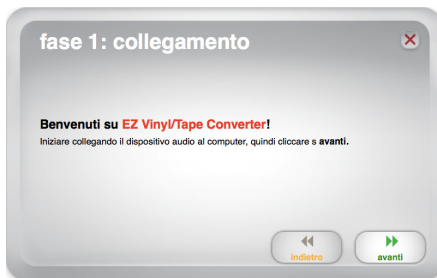 fase 1: collegamento
Benvenuti su EZ Vinyl/Tape Converter!
Iniziare collegando il dispositivo audio al computer, quindi cliccare s avanti.
indietro
avanti